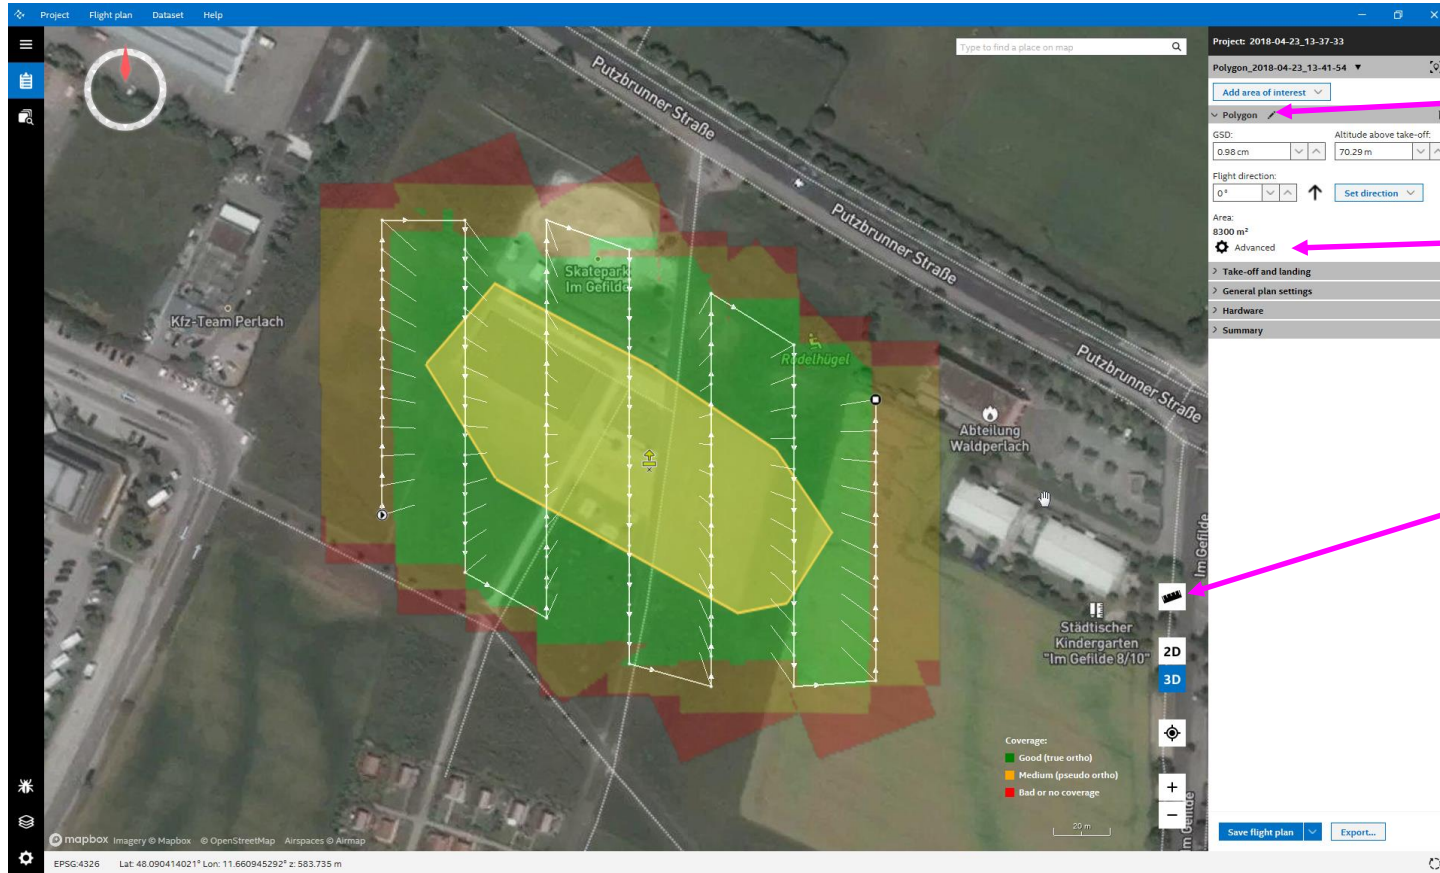 Project Flight plan Dataset Help
Type to find a place on map
Putzbrunner Straße
Putzbrunner Straße
Putzbrunner Straße
Skatepark
Im Gefilde
Kfz-Team Perlach
Rodelhügel
Abteilung
Waldperlach
Im Gefilde
Städtischer
Kindergarten
"Im Gefilde 8/10"
2D
3D
Coverage:
Good (true ortho)
Medium (pseudo ortho)
Bad or no coverage
20 m
+
−
Im Gefilde
mapbox Imagery © Mapbox © OpenStreetMap Airspaces © Airmap
EPSG:4326 Lat: 48.090414021° Lon: 11.660945292° z: 583.735 m
Project: 2018-04-23_13-37-33
Polygon_2018-04-23_13-41-54
Add area of interest
Polygon
GSD: Altitude above take-off:
0.98 cm 70.29 m
Flight direction:
0 ° Set direction
Area:
8300 m²
Advanced
Take-off and landing
General plan settings
Hardware
Summary
Save flight plan Export...